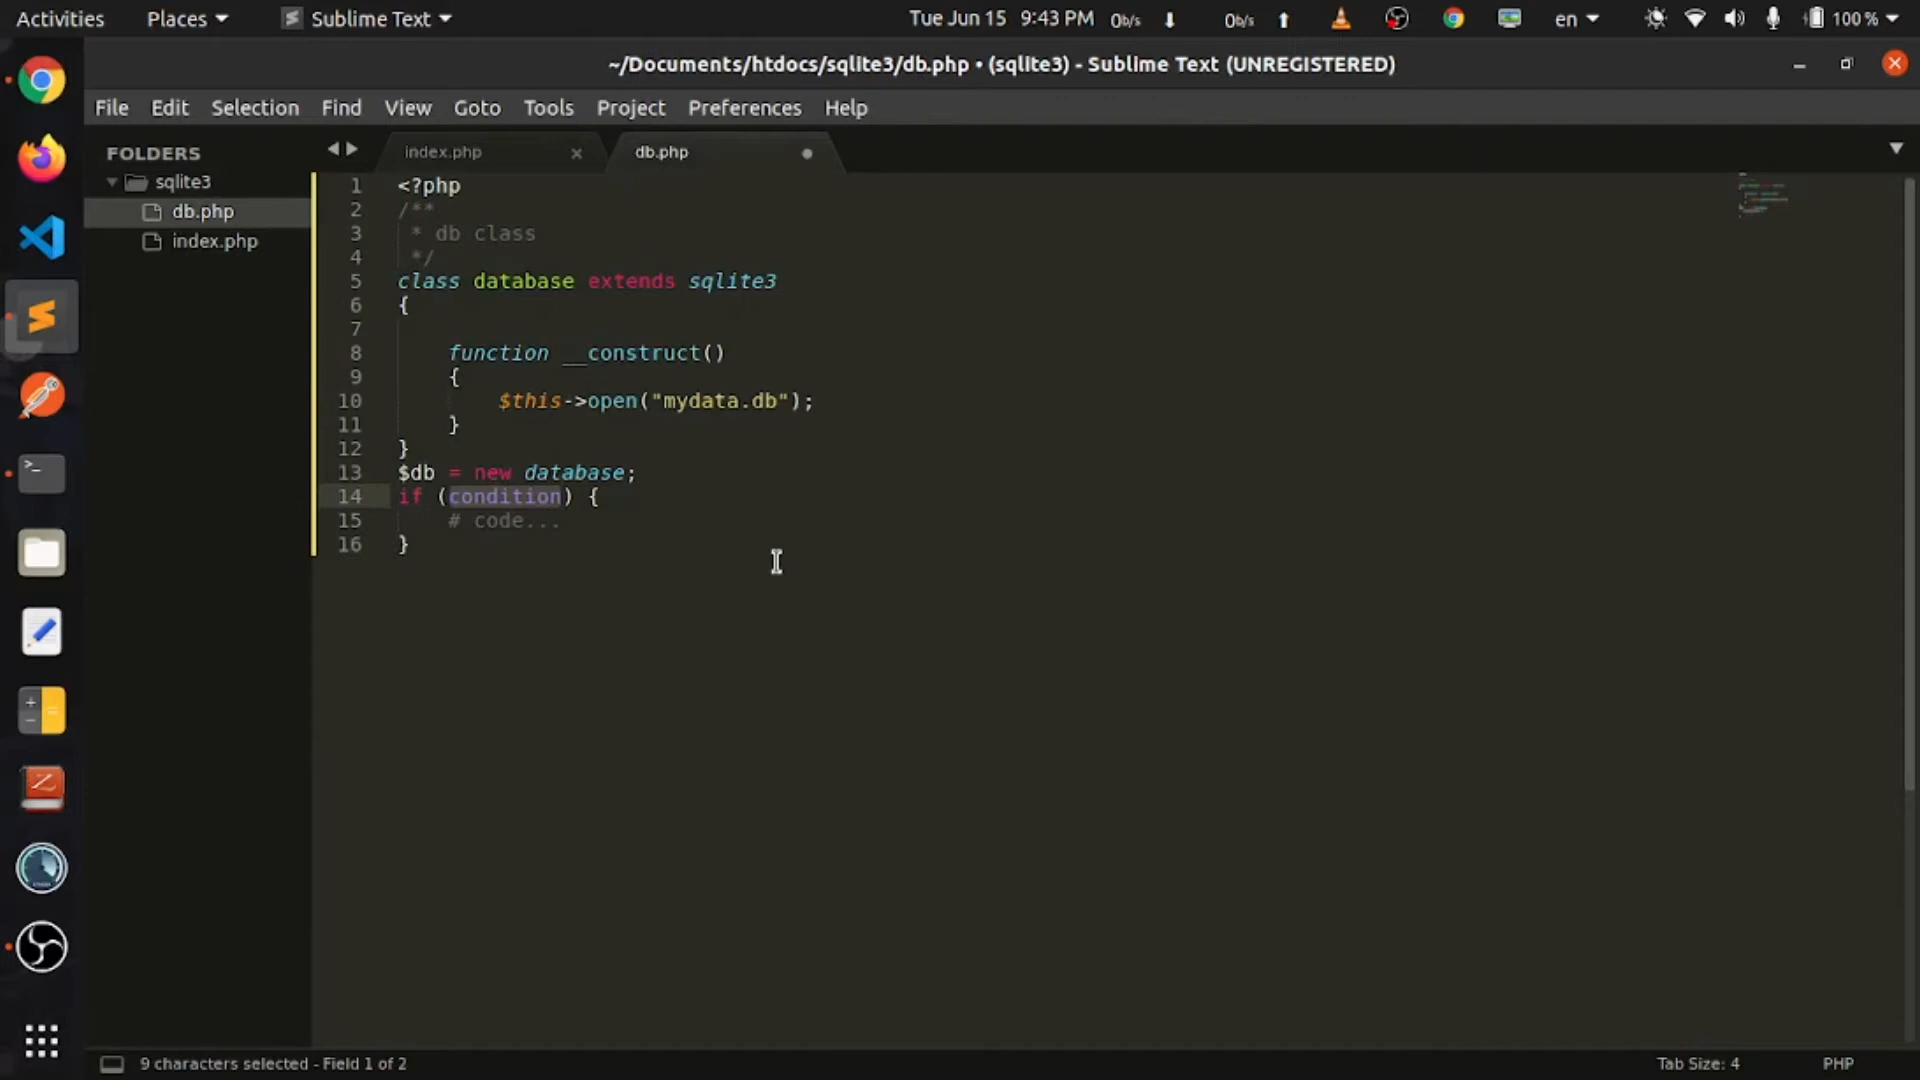 Activities Places Sublime Text Tue Jun 15 9:43 PM 0b/s 0b/s en 100 %
~/Documents/htdocs/sqlite3/db.php • (sqlite3) - Sublime Text (UNREGISTERED)
File Edit Selection Find View Goto Tools Project Preferences Help
FOLDERS
sqlite3
db.php
index.php
index.php db.php
1 <?php
2 /**
3 * db class
4 */
5 class database extends sqlite3
6 {
7
8 function __construct()
9 {
10 $this->open("mydata.db");
11 }
12 }
13 $db = new database;
14 if (condition) {
15 # code...
16 }
9 characters selected - Field 1 of 2 Tab Size: 4 PHP